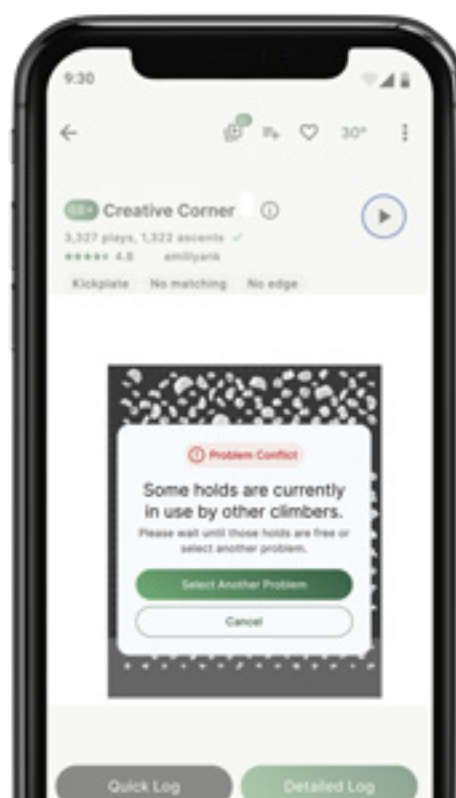 9:30
30°
Creative Corner
3,327 plays, 1,322 ascents
4.8 emiliyank
Kickplate No matching No edge
Problem Conflict
Some holds are currently
in use by other climbers.
Please wait until those holds are free or
select another problem.
Select Another Problem
Cancel
Quick Log Detailed Log